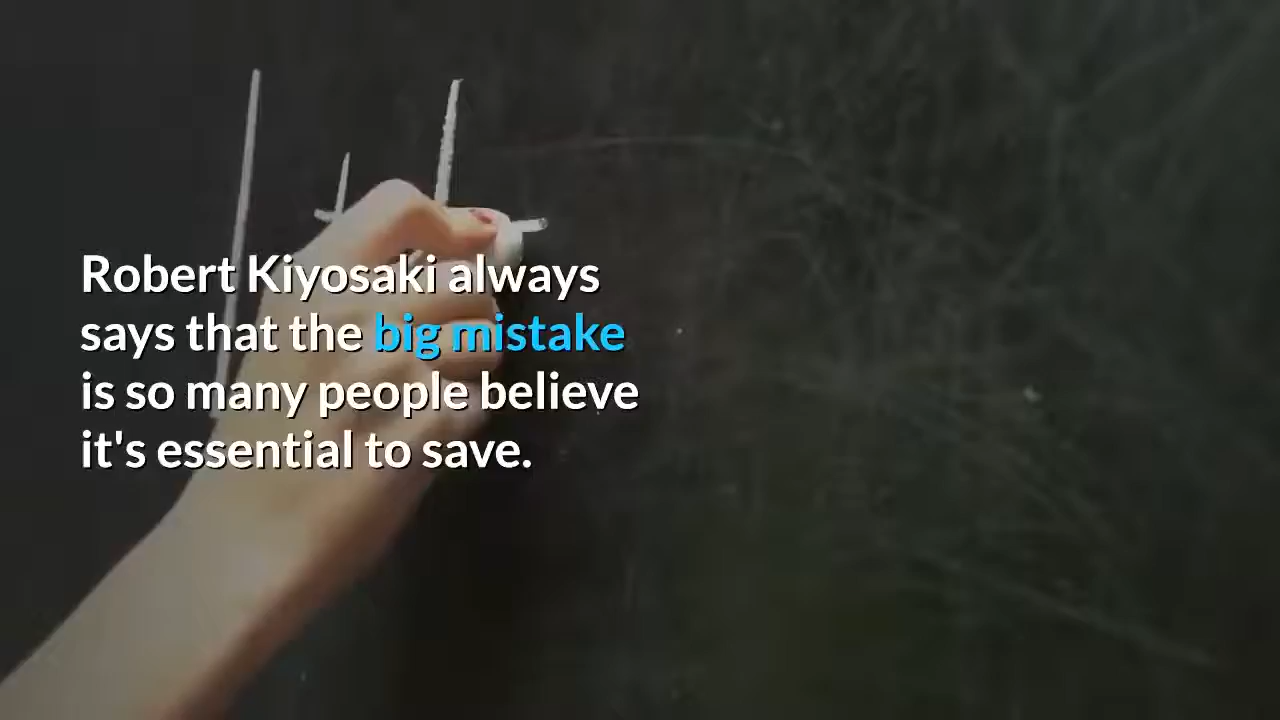 Robert Kiyosaki always
says that the big mistake
is so many people believe
it's essential to save.